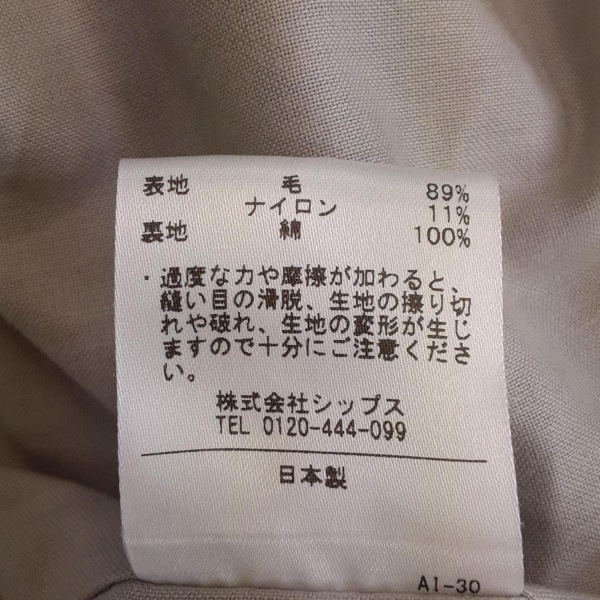 表地 毛 89%
ナイロン 11%
裏地 綿 100%
・過度な力や摩擦が加わると、
縫い目の滑脱、生地の擦り切
れや破れ、生地の変形が生じ
ますので十分にご注意くださ
い。
株式会社シップス
TEL 0120-444-099
日本製
AI-30